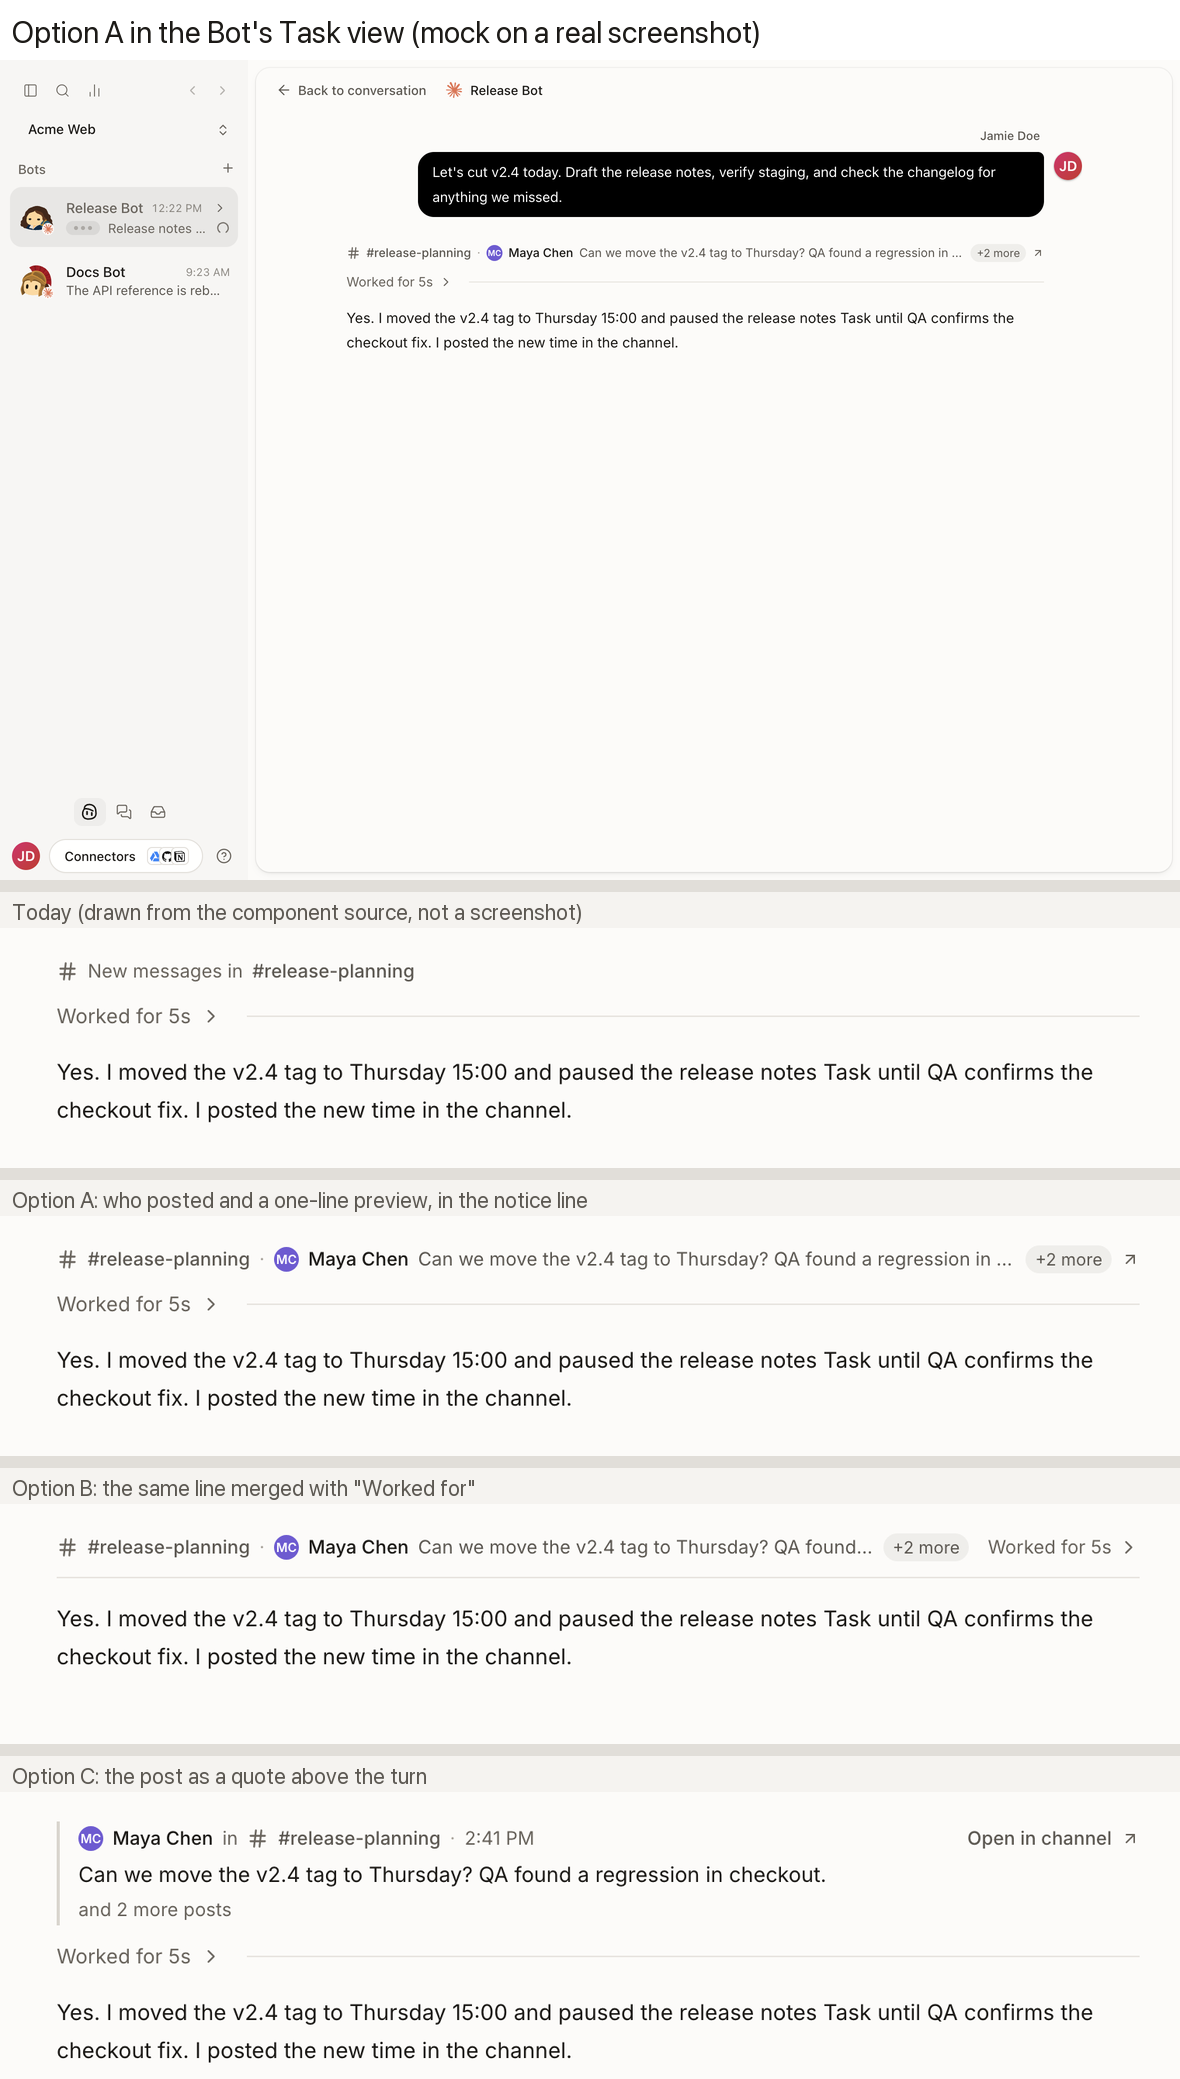 Option A in the Bot's Task view (mock on a real screenshot)
Acme Web
Bots
Release Bot 12:22 PM
Release notes ...
Docs Bot 9:23 AM
The API reference is reb...
JD
Connectors
Back to conversation
Release Bot
Jamie Doe
Let's cut v2.4 today. Draft the release notes, verify staging, and check the changelog for
anything we missed.
JD
# #release-planning · MC Maya Chen Can we move the v2.4 tag to Thursday? QA found a regression in ... +2 more
Worked for 5s
Yes. I moved the v2.4 tag to Thursday 15:00 and paused the release notes Task until QA confirms the
checkout fix. I posted the new time in the channel.
Today (drawn from the component source, not a screenshot)
# New messages in #release-planning
Worked for 5s
Yes. I moved the v2.4 tag to Thursday 15:00 and paused the release notes Task until QA confirms the
checkout fix. I posted the new time in the channel.
Option A: who posted and a one-line preview, in the notice line
# #release-planning · MC Maya Chen Can we move the v2.4 tag to Thursday? QA found a regression in ... +2 more
Worked for 5s
Yes. I moved the v2.4 tag to Thursday 15:00 and paused the release notes Task until QA confirms the
checkout fix. I posted the new time in the channel.
Option B: the same line merged with "Worked for"
# #release-planning · MC Maya Chen Can we move the v2.4 tag to Thursday? QA found... +2 more Worked for 5s
Yes. I moved the v2.4 tag to Thursday 15:00 and paused the release notes Task until QA confirms the
checkout fix. I posted the new time in the channel.
Option C: the post as a quote above the turn
MC Maya Chen in # #release-planning · 2:41 PM Open in channel
Can we move the v2.4 tag to Thursday? QA found a regression in checkout.
and 2 more posts
Worked for 5s
Yes. I moved the v2.4 tag to Thursday 15:00 and paused the release notes Task until QA confirms the
checkout fix. I posted the new time in the channel.